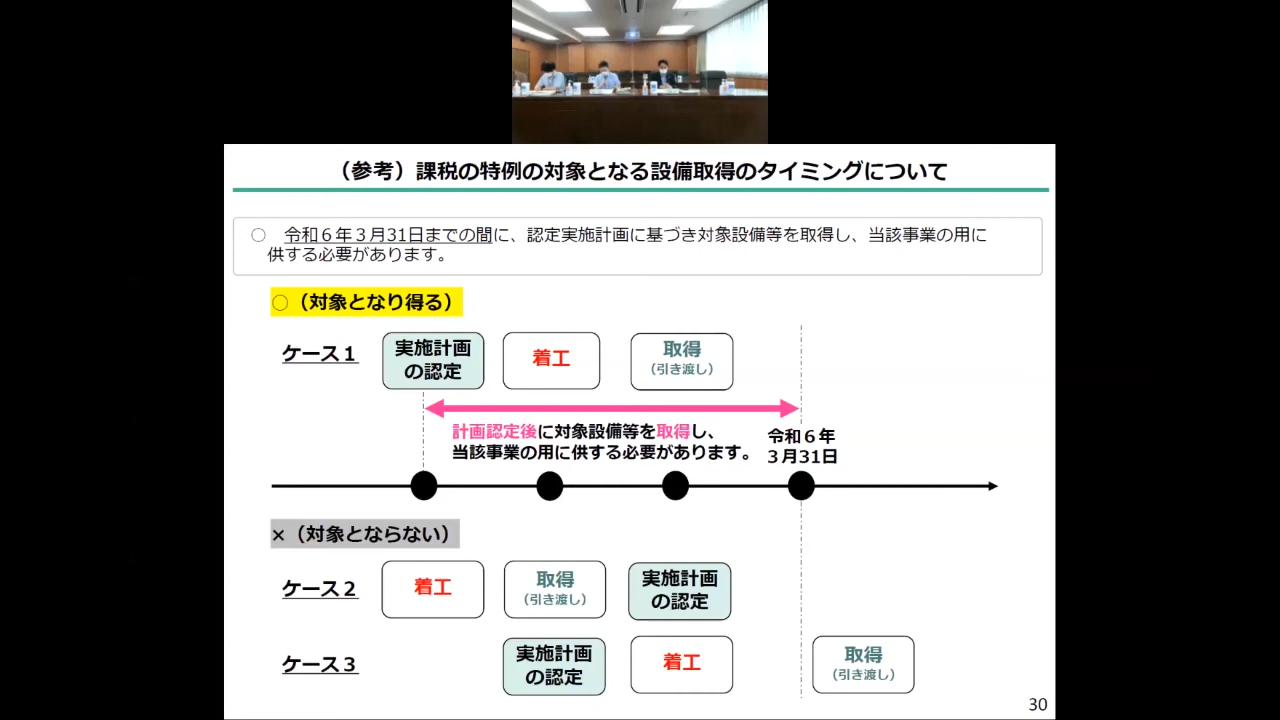 （参考）課税の特例の対象となる設備取得のタイミングについて
○　令和６年３月31日までの間に、認定実施計画に基づき対象設備等を取得し、当該事業の用に
供する必要があります。
○（対象となり得る）
ケース１
実施計画
の認定
着工
取得
（引き渡し）
計画認定後に対象設備等を取得し、
当該事業の用に供する必要があります。
令和６年
３月31日
×（対象とならない）
ケース２
着工
取得
（引き渡し）
実施計画
の認定
ケース３
実施計画
の認定
着工
取得
（引き渡し）
30